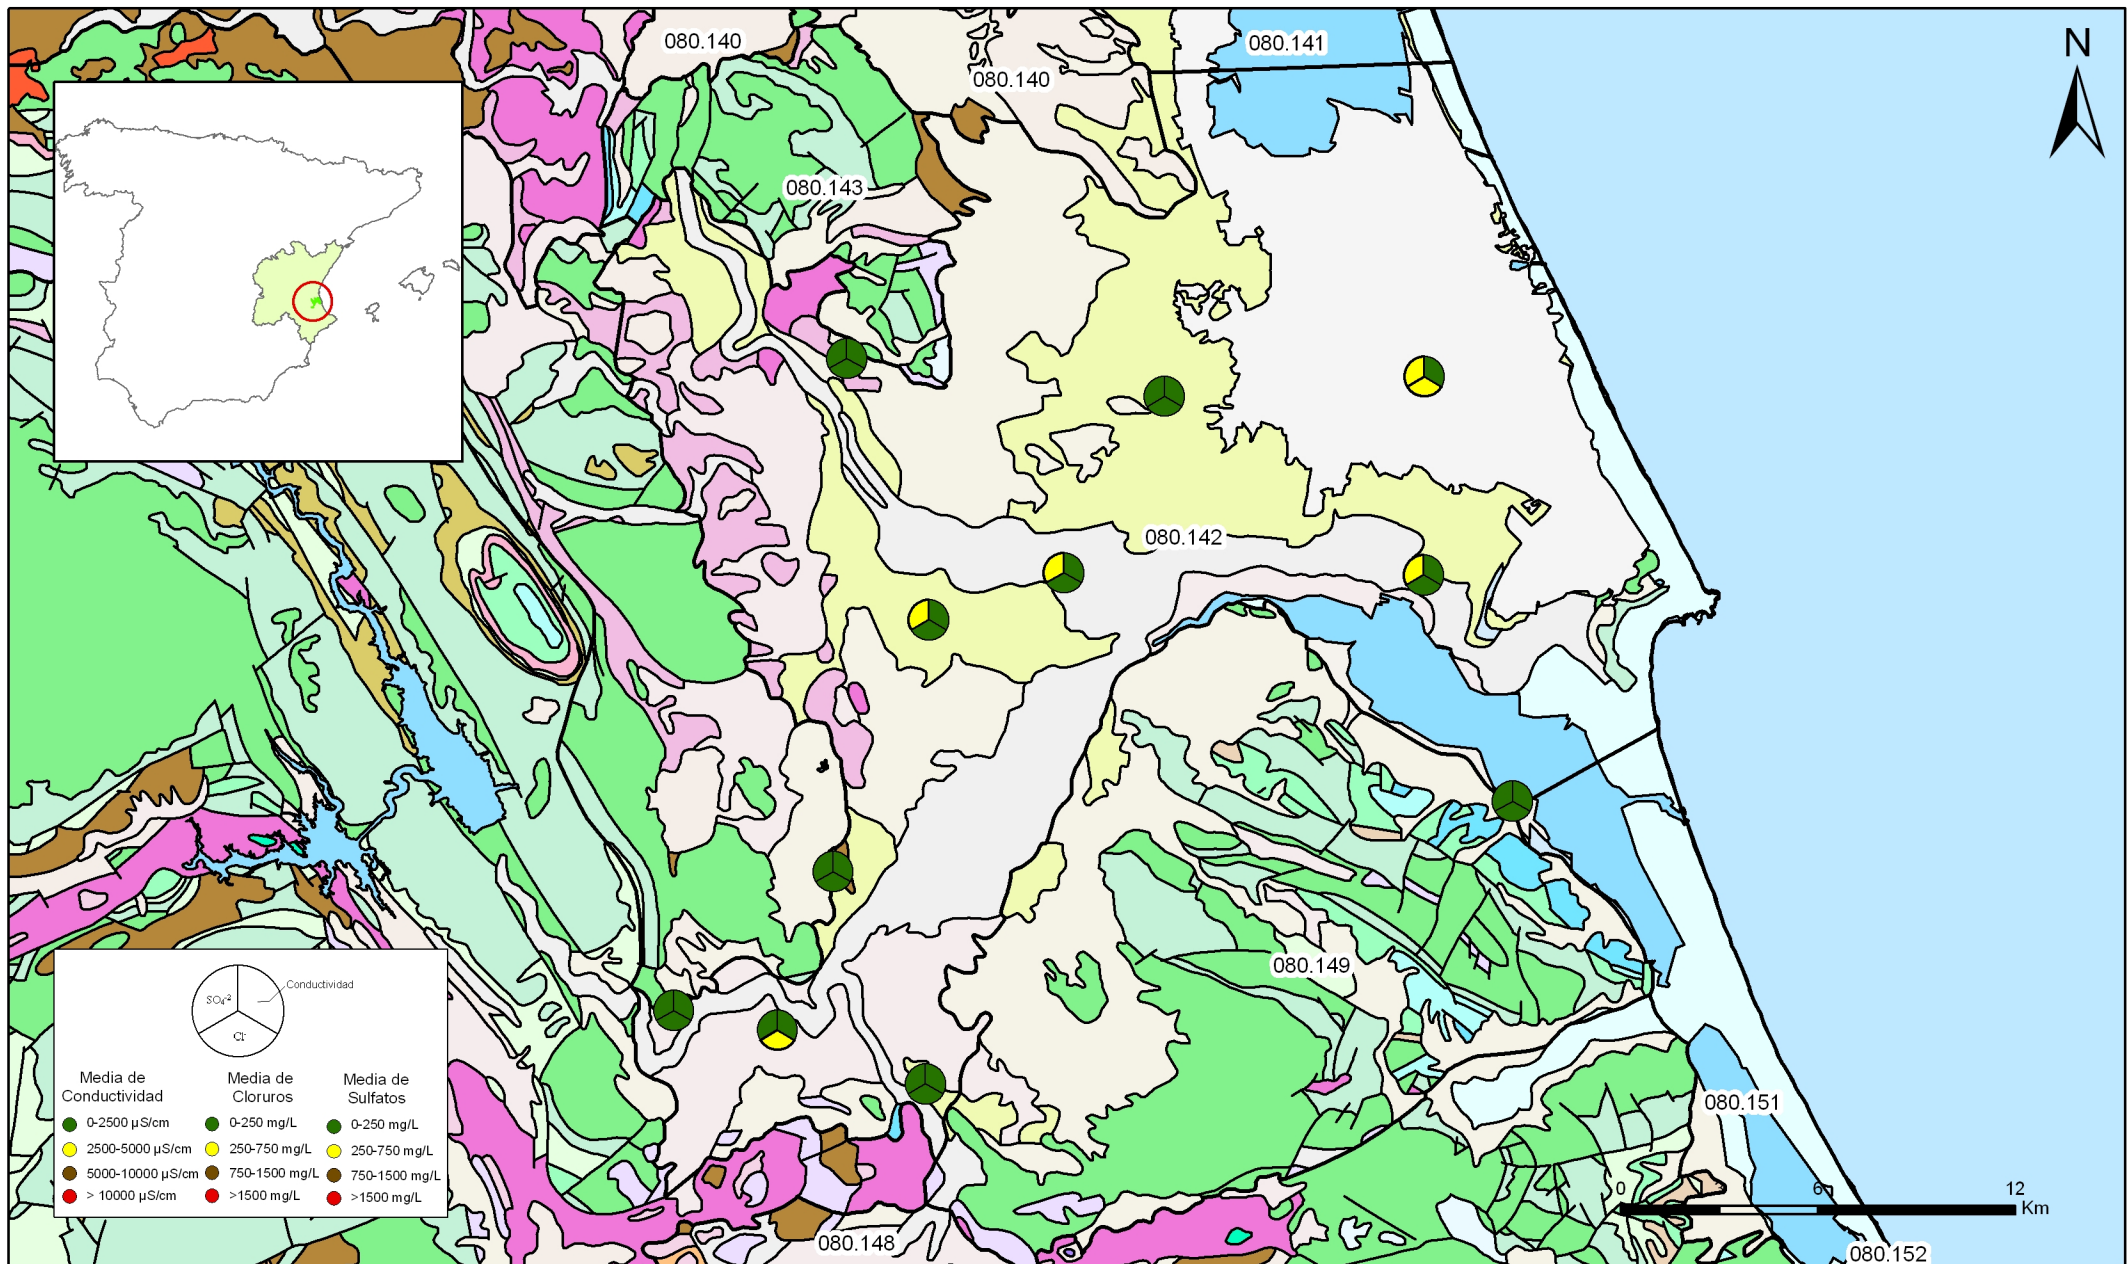 080.140
080.141
N
080.140
080.143
080.142
080.149
SO₄⁻²
Conductividad
Cl⁻
Media de
Conductividad
Media de
Cloruros
Media de
Sulfatos
0-2500 µS/cm
0-250 mg/L
0-250 mg/L
2500-5000 µS/cm
250-750 mg/L
250-750 mg/L
5000-10000 µS/cm
750-1500 mg/L
750-1500 mg/L
> 10000 µS/cm
>1500 mg/L
>1500 mg/L
080.151
0
6
12
Km
080.148
080.152